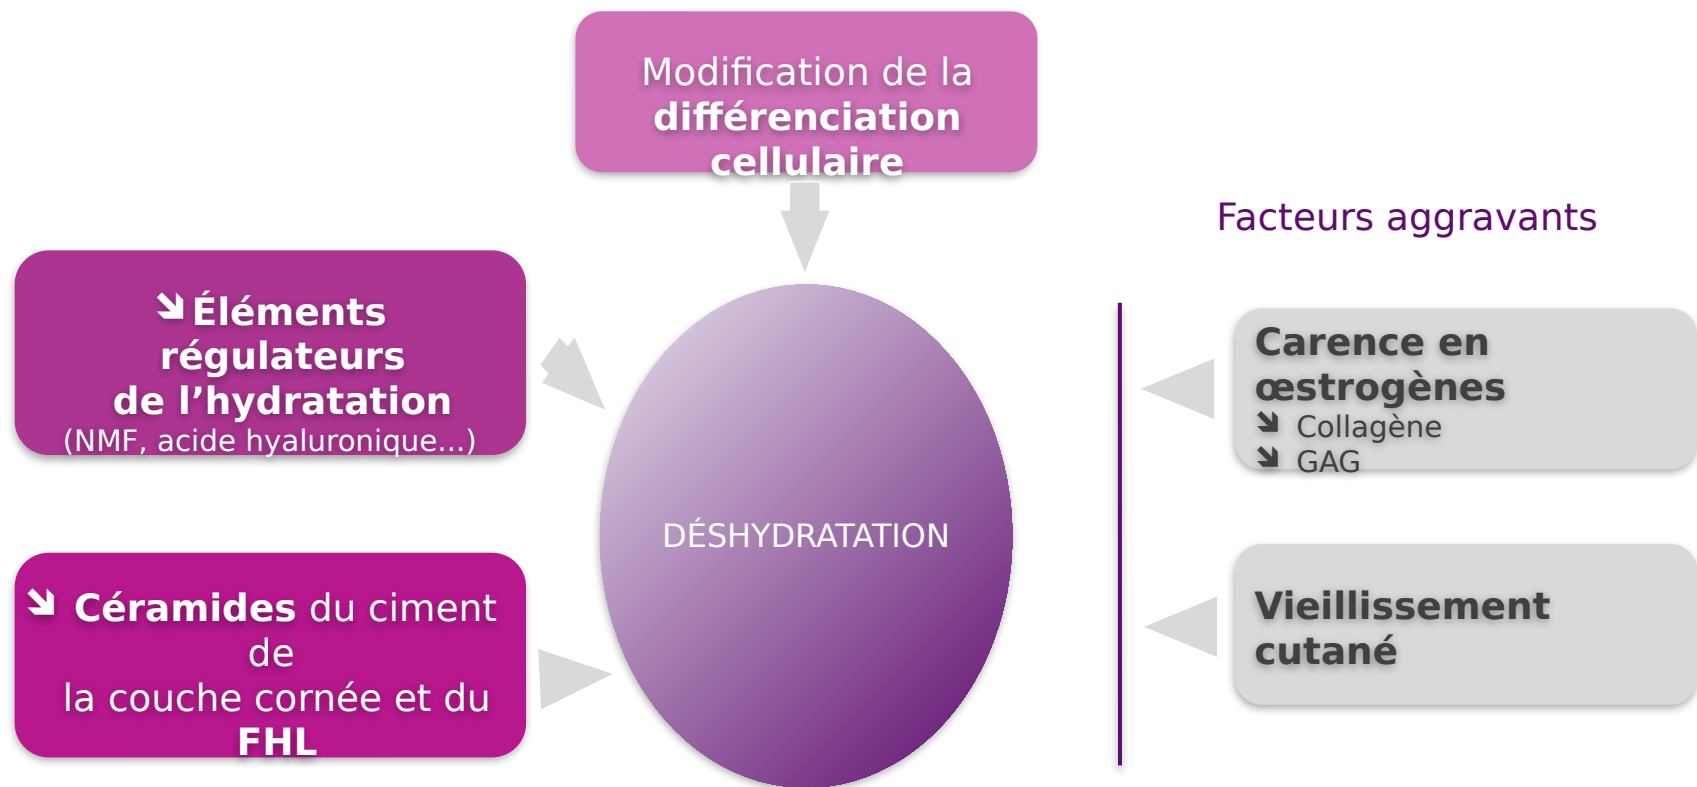 Modification de la
différenciation
cellulaire
Facteurs aggravants
🡮 Éléments
régulateurs
de l’hydratation
(NMF, acide hyaluronique...)
Carence en
œstrogènes
🡮 Collagène
🡮 GAG
DÉSHYDRATATION
🡮 Céramides du ciment
de
la couche cornée et du
FHL
Vieillissement
cutané